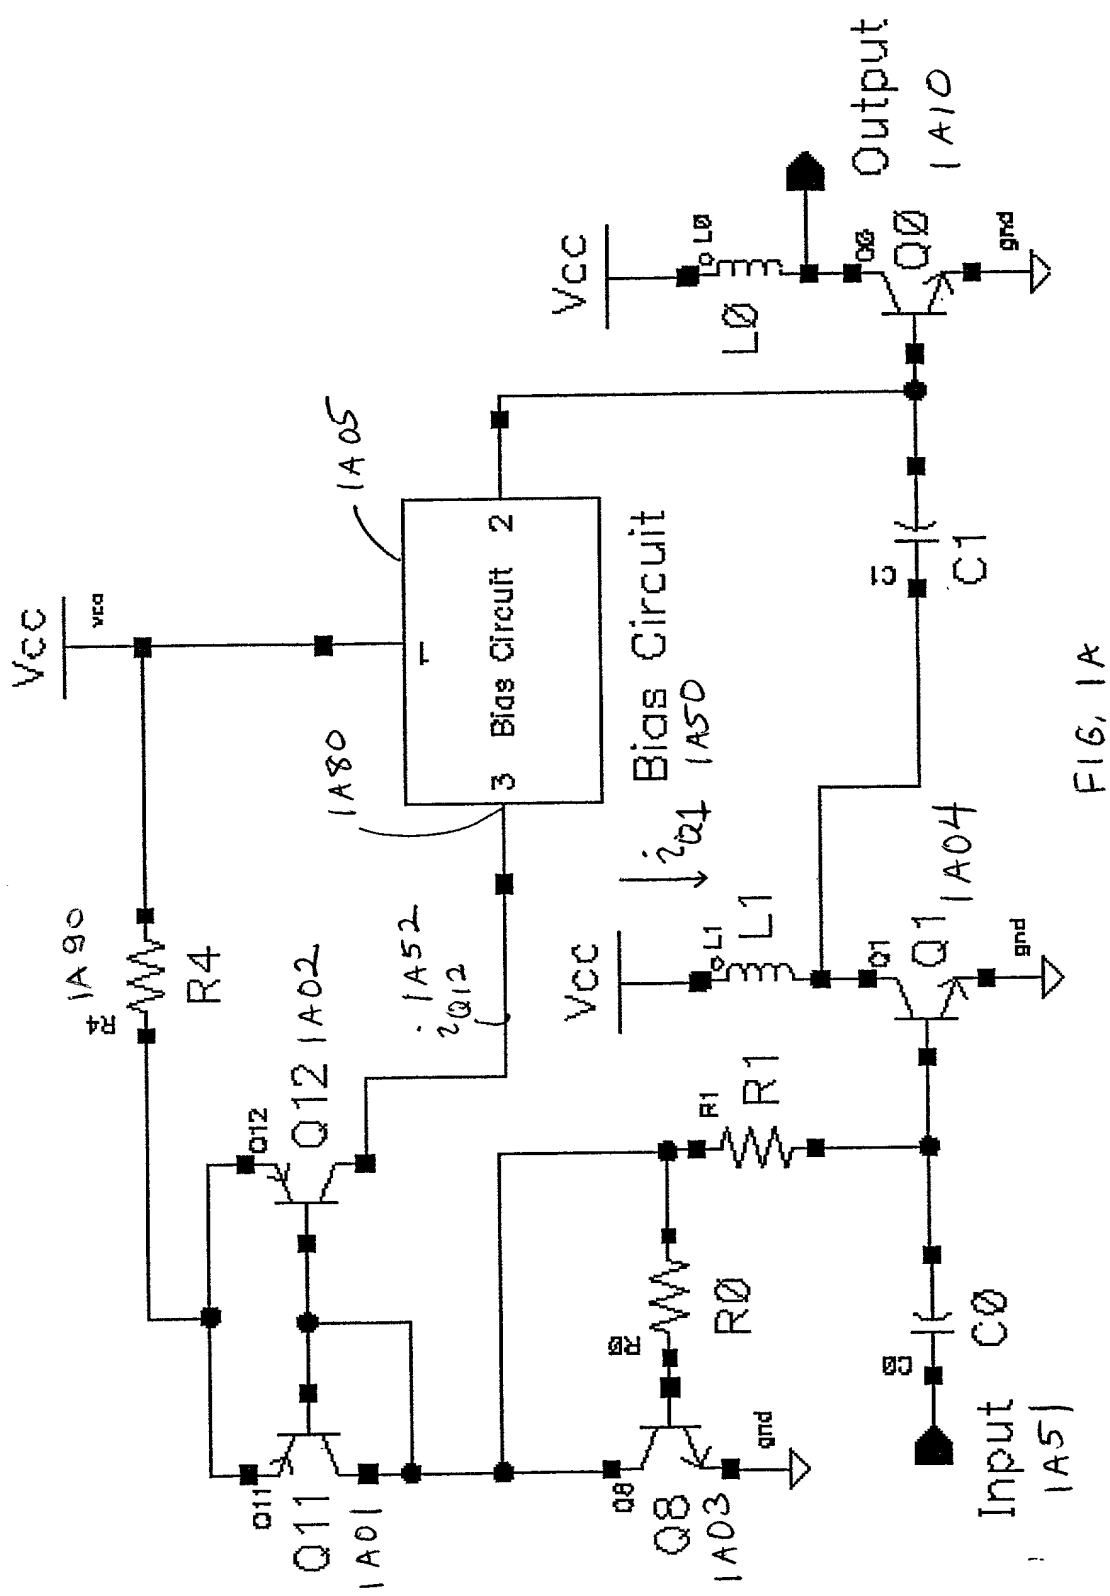 Vcc
vcc
1A90
R4
R4
Q12
Q12 1A02
Q11
Q11
1A01
1A05
1
2
3
Bias Circuit
Bias Circuit
1A50
1A80
1A52
iQ12
iQ1
Vcc
L0
L0
Output
1A10
Q0
Q0
gnd
Vcc
L1
L1
Q1
Q1
1A04
gnd
C1
C1
R1
R1
R0
R0
Q8
Q8
1A03
gnd
C0
C0
Input
1A51
FIG. 1A